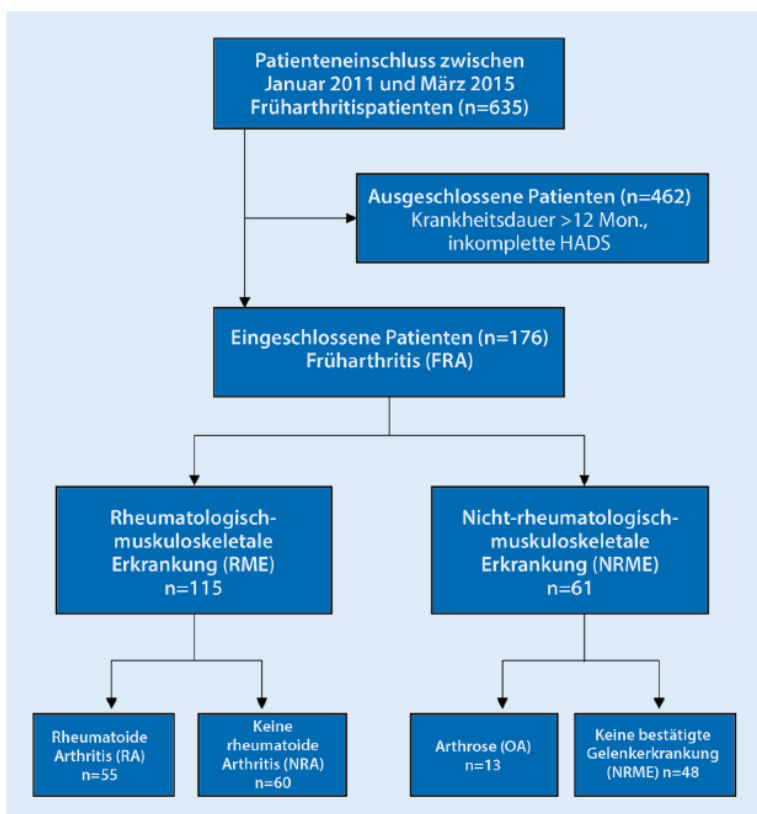 Patienteneinschluss zwischen
Januar 2011 und März 2015
Früharthritispatienten (n=635)
Ausgeschlossene Patienten (n=462)
Krankheitsdauer >12 Mon.,
inkomplette HADS
Eingeschlossene Patienten (n=176)
Früharthritis (FRA)
Rheumatologisch-
muskuloskeletale
Erkrankung (RME)
n=115
Nicht-rheumatologisch-
muskuloskeletale
Erkrankung (NRME)
n=61
Rheumatoide
Arthritis (RA)
n=55
Keine
rheumatoide
Arthritis (NRA)
n=60
Arthrose (OA)
n=13
Keine bestätigte
Gelenkerkrankung
(NRME) n=48